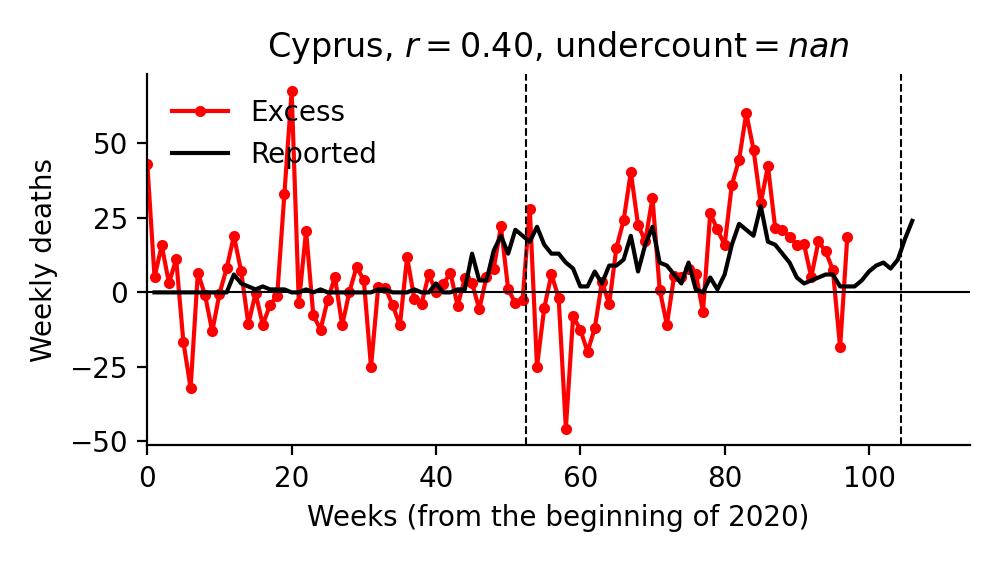 Cyprus, r = 0.40, undercount = nan
Excess
Reported
Weekly deaths
50
25
0
−25
−50
0 20 40 60 80 100
Weeks (from the beginning of 2020)